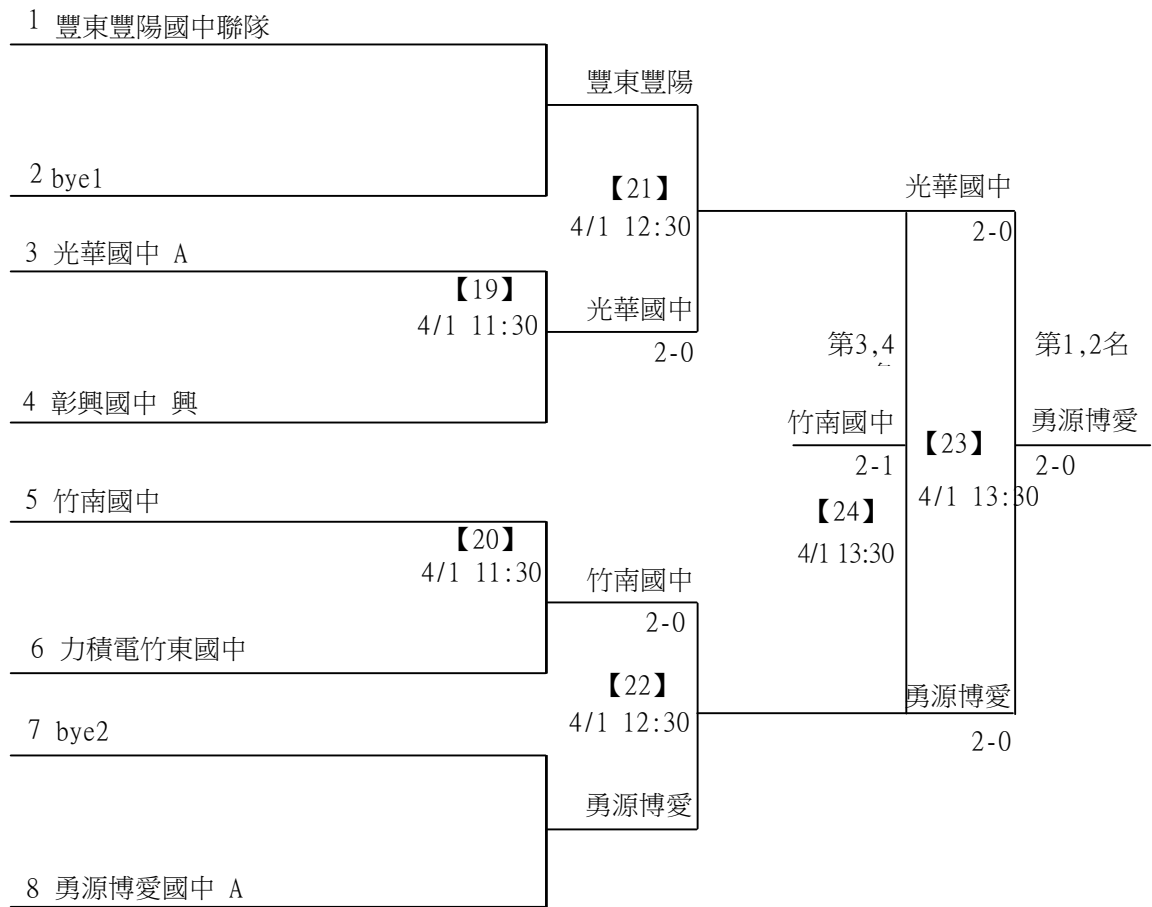 1 豐東豐陽國中聯隊
豐東豐陽
2 bye1
【21】
4/1 12:30
光華國中
2-0
3 光華國中 A
【19】
4/1 11:30
光華國中
2-0
4 彰興國中 興
第3,4
第1,2名
竹南國中
2-1
【23】
4/1 13:30
勇源博愛
2-0
【24】
4/1 13:30
5 竹南國中
【20】
4/1 11:30
竹南國中
2-0
6 力積電竹東國中
【22】
4/1 12:30
勇源博愛
2-0
7 bye2
勇源博愛
8 勇源博愛國中 A